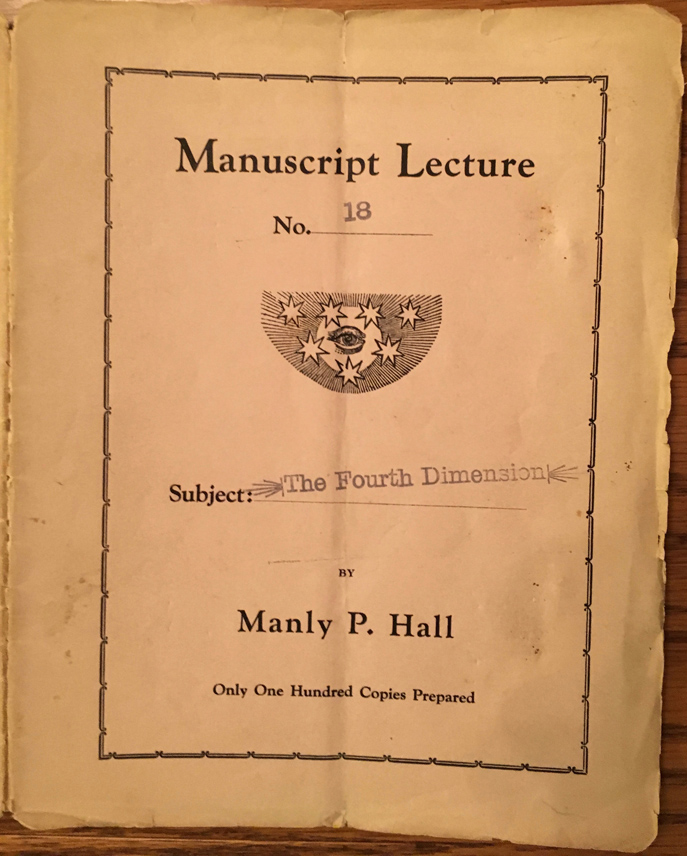 Manuscript Lecture
No. 18
Subject: The Fourth Dimension
BY
Manly P. Hall
Only One Hundred Copies Prepared